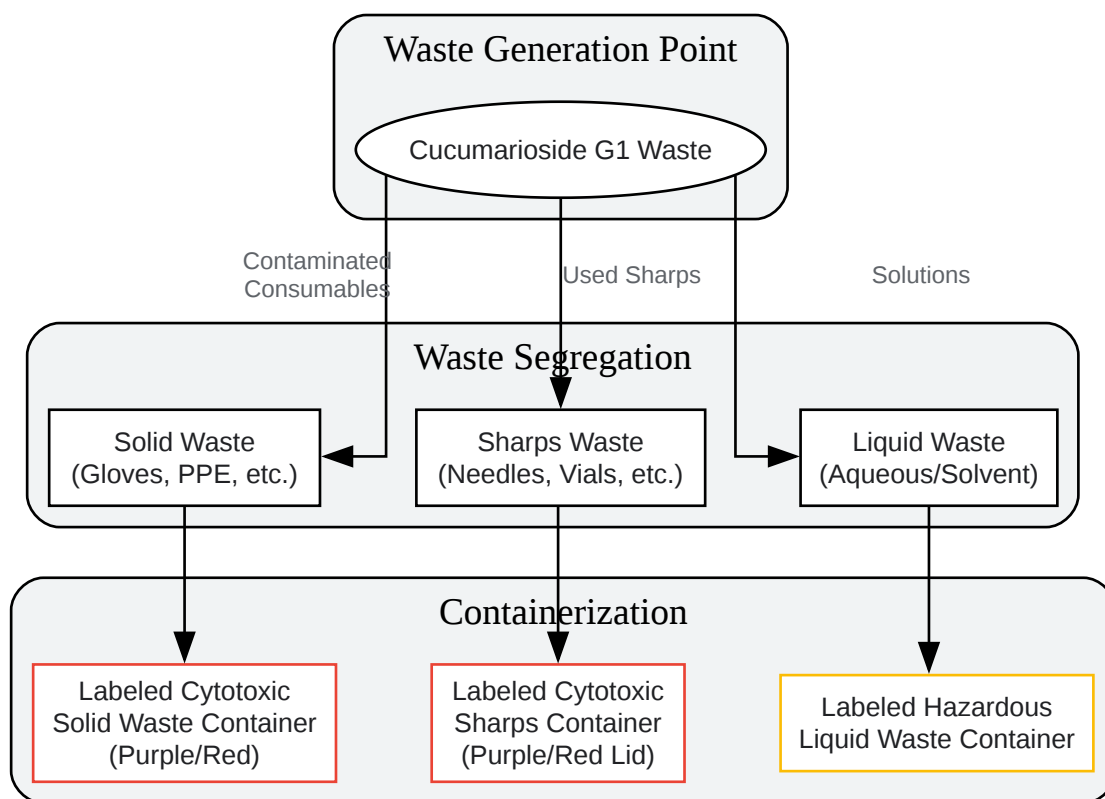 Waste Generation Point
Cucumarioside G1 Waste
Contaminated
Consumables
Used Sharps
Solutions
Waste Segregation
Solid Waste
(Gloves, PPE, etc.)
Sharps Waste
(Needles, Vials, etc.)
Liquid Waste
(Aqueous/Solvent)
Containerization
Labeled Cytotoxic
Solid Waste Container
(Purple/Red)
Labeled Cytotoxic
Sharps Container
(Purple/Red Lid)
Labeled Hazardous
Liquid Waste Container